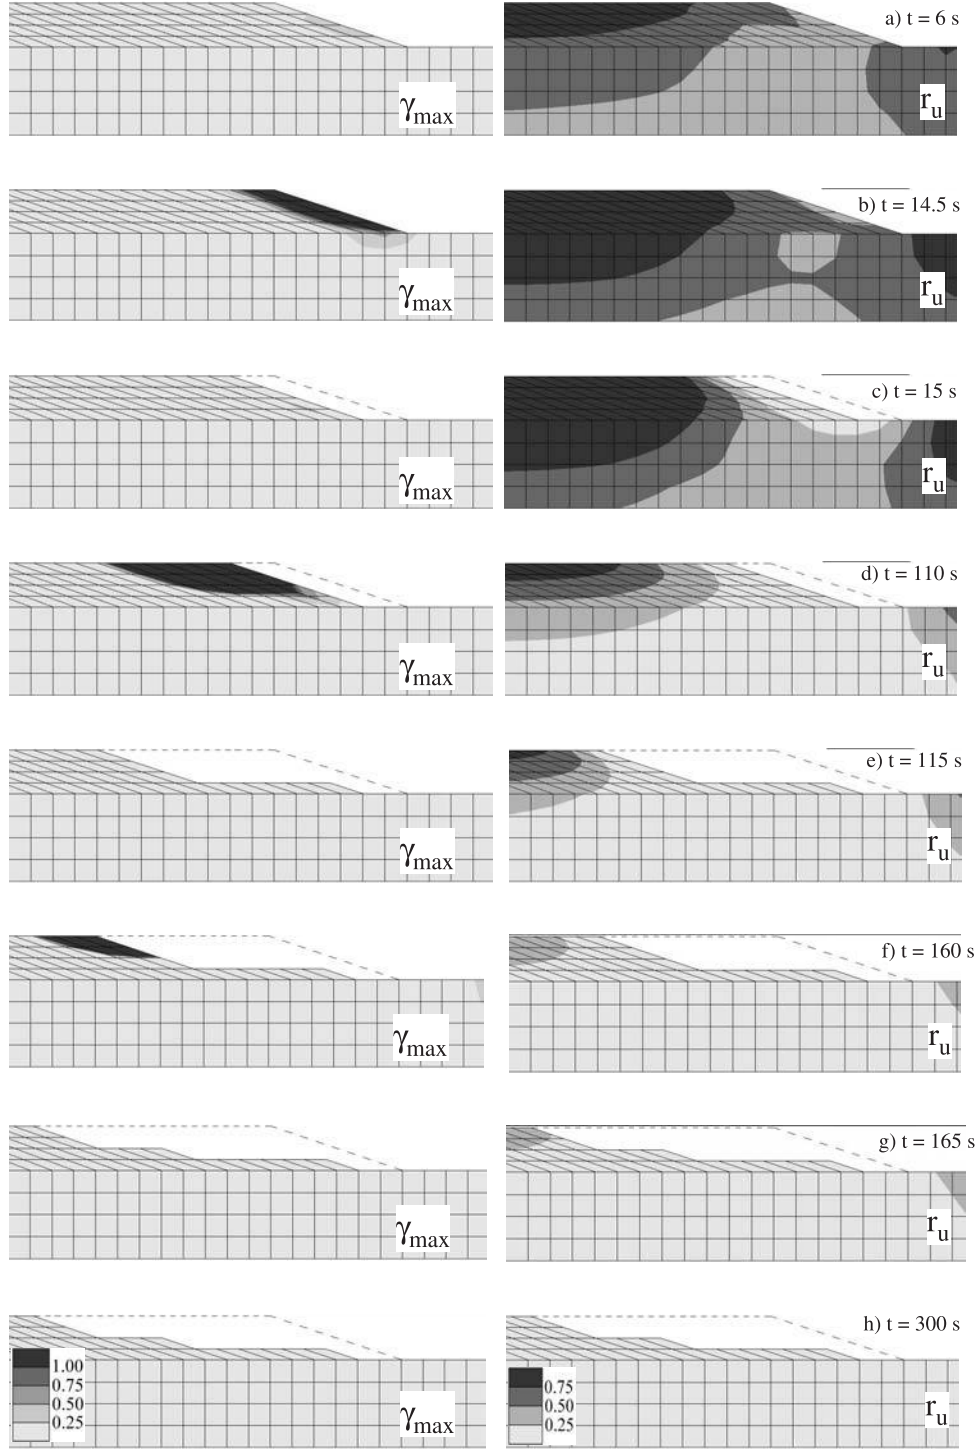 a) t = 6 s
γmax
ru
b) t = 14.5 s
γmax
ru
c) t = 15 s
γmax
ru
d) t = 110 s
γmax
ru
e) t = 115 s
γmax
ru
f) t = 160 s
γmax
ru
g) t = 165 s
γmax
ru
h) t = 300 s
1.00
0.75
0.50
0.25
γmax
0.75
0.50
0.25
ru